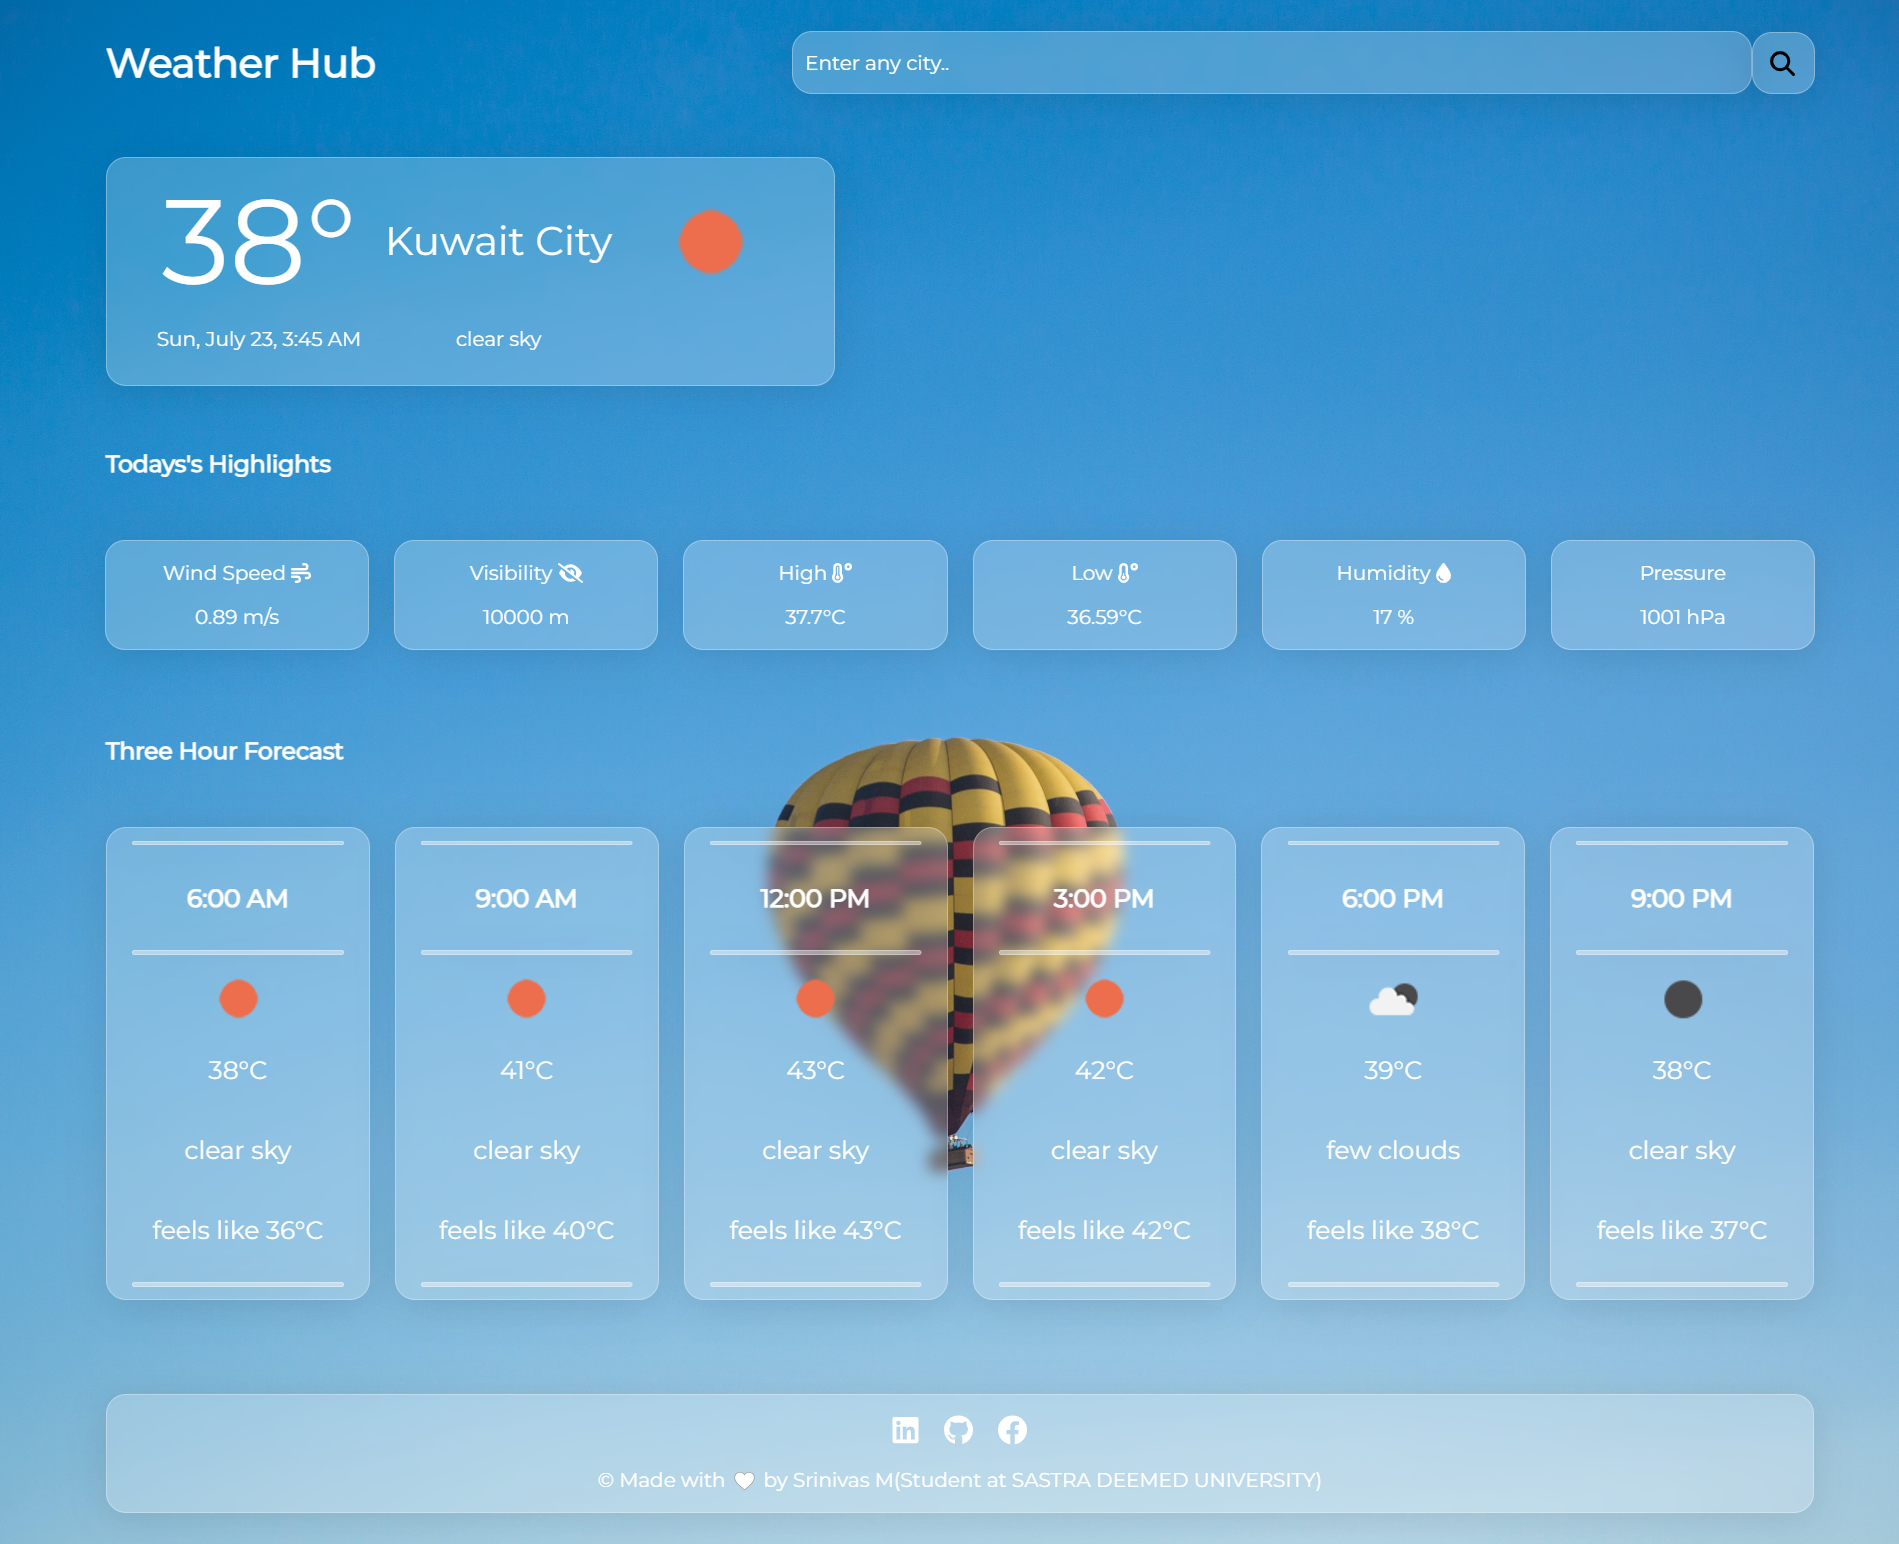 Weather Hub
Enter any city..
38° Kuwait City
Sun, July 23, 3:45 AM clear sky
Todays's Highlights
Wind Speed Visibility High Low Humidity Pressure
0.89 m/s 10000 m 37.7°C 36.59°C 17 % 1001 hPa
Three Hour Forecast
6:00 AM 9:00 AM 12:00 PM 3:00 PM 6:00 PM 9:00 PM
38°C 41°C 43°C 42°C 39°C 38°C
clear sky clear sky clear sky clear sky few clouds clear sky
feels like 36°C feels like 40°C feels like 43°C feels like 42°C feels like 38°C feels like 37°C
© Made with 🤍 by Srinivas M(Student at SASTRA DEEMED UNIVERSITY)